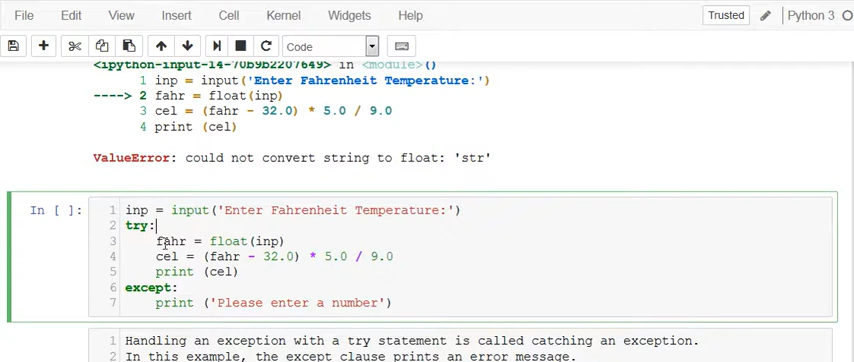 File Edit View Insert Cell Kernel Widgets Help Trusted Python 3
Code
<ipython-input-14-70b9b2207649> in <module>()
1 inp = input('Enter Fahrenheit Temperature:')
----> 2 fahr = float(inp)
3 cel = (fahr - 32.0) * 5.0 / 9.0
4 print (cel)
ValueError: could not convert string to float: 'str'
In [ ]: 1 inp = input('Enter Fahrenheit Temperature:')
2 try:
3 fahr = float(inp)
4 cel = (fahr - 32.0) * 5.0 / 9.0
5 print (cel)
6 except:
7 print ('Please enter a number')
1 Handling an exception with a try statement is called catching an exception.
2 In this example, the except clause prints an error message.